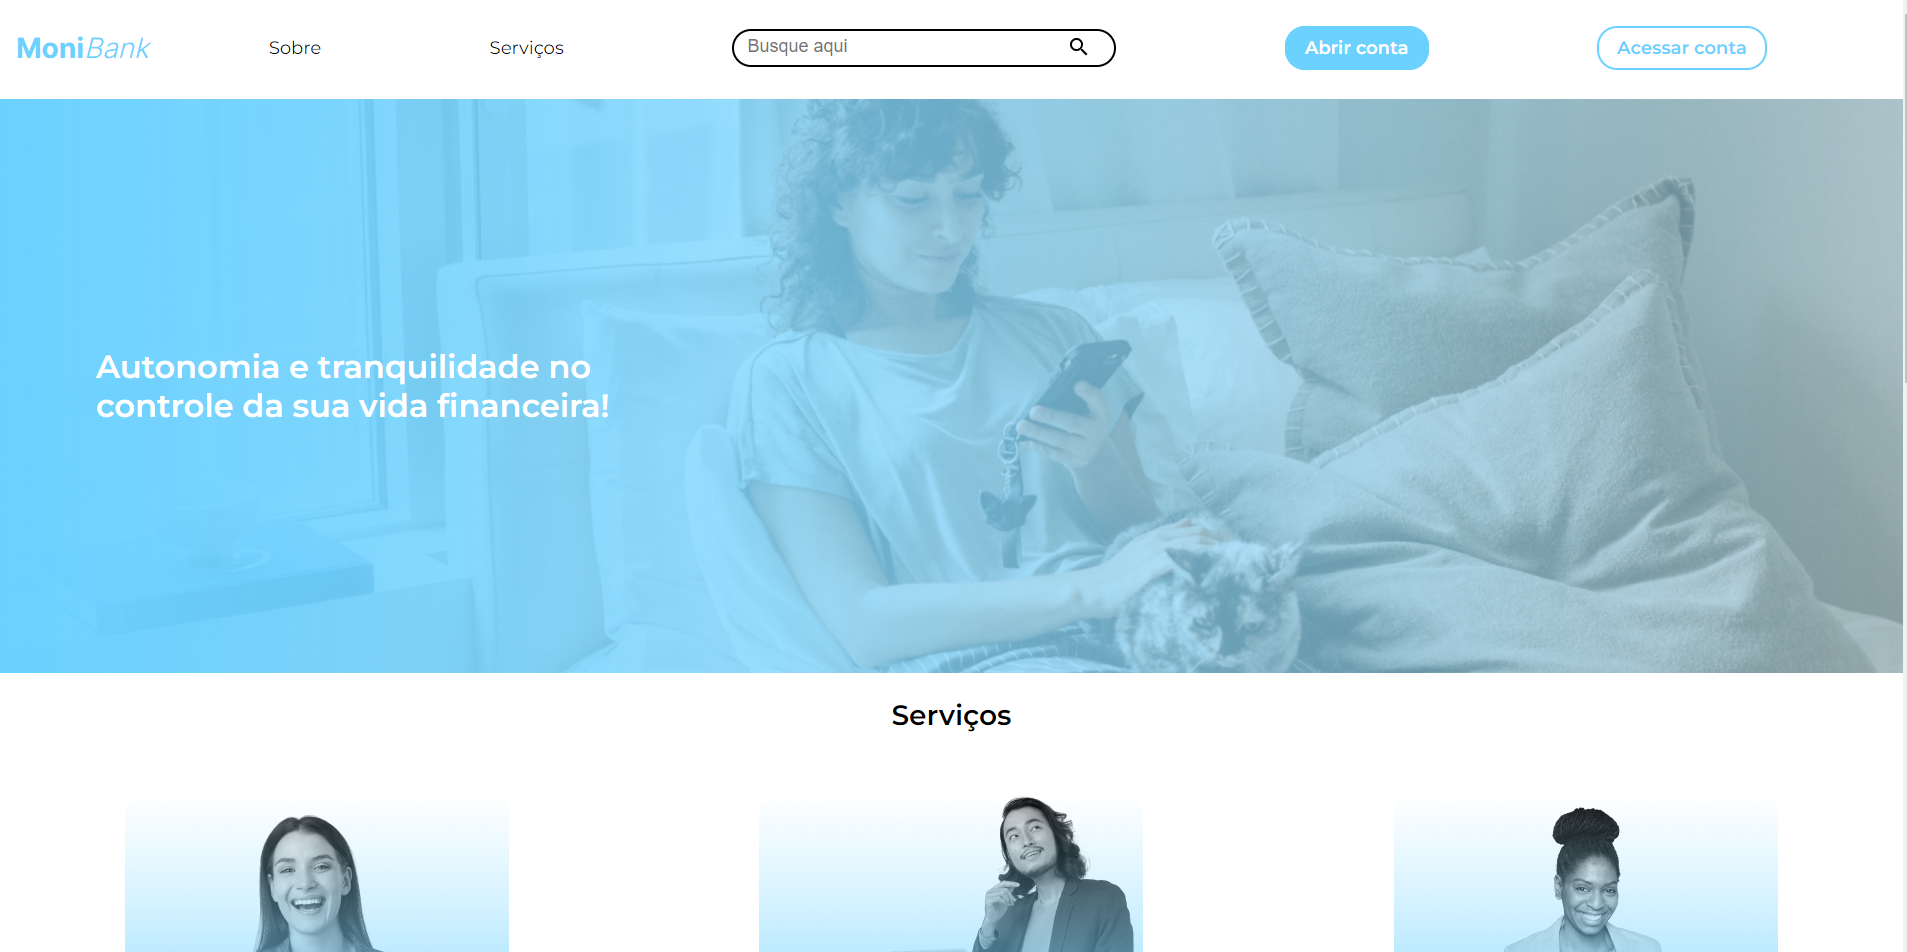 MoniBank
Sobre
Serviços
Busque aqui
Abrir conta
Acessar conta
Autonomia e tranquilidade no
controle da sua vida financeira!
Serviços